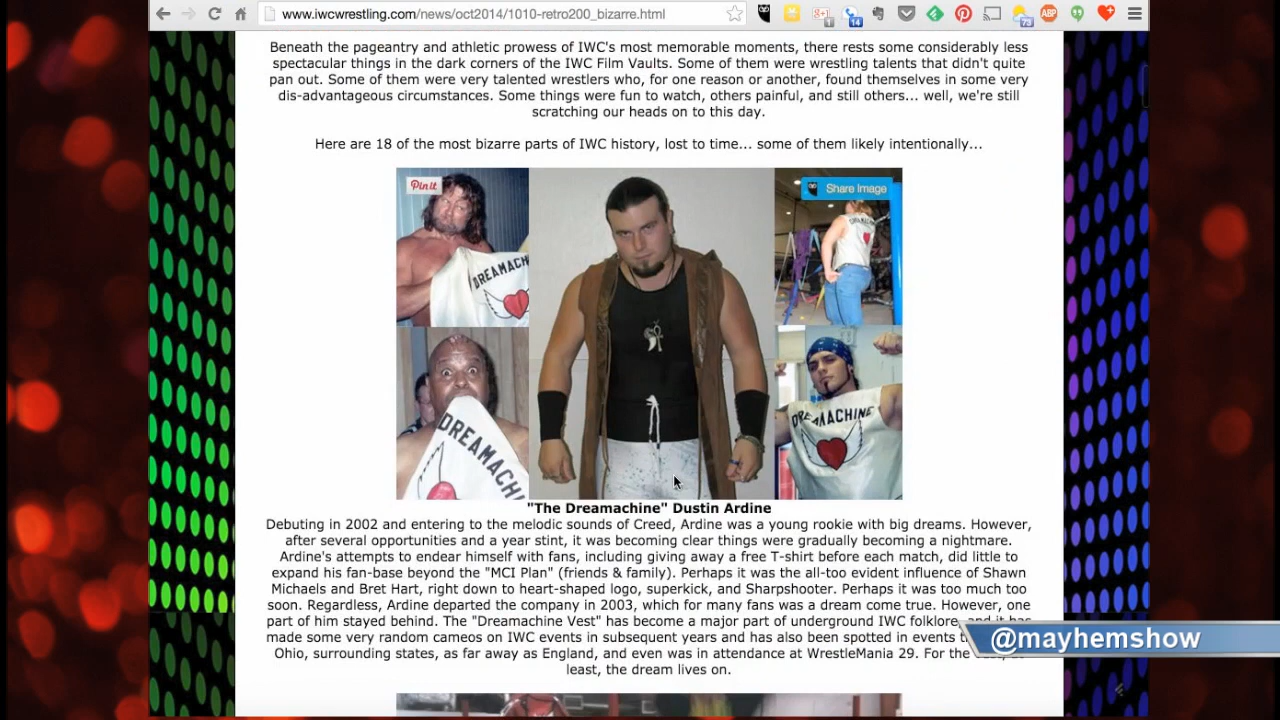 www.iwcwrestling.com/news/oct2014/1010-retro200_bizarre.html
Beneath the pageantry and athletic prowess of IWC's most memorable moments, there rests some considerably less
spectacular things in the dark corners of the IWC Film Vaults. Some of them were wrestling talents that didn't quite
pan out. Some of them were very talented wrestlers who, for one reason or another, found themselves in some very
dis-advantageous circumstances. Some things were fun to watch, others painful, and still others... well, we're still
scratching our heads on to this day.
Here are 18 of the most bizarre parts of IWC history, lost to time... some of them likely intentionally...
Pin it
Share Image
DREAMACH
DREAMACHINE
DREAMACHIN
DREAMACHINE
"The Dreamachine" Dustin Ardine
Debuting in 2002 and entering to the melodic sounds of Creed, Ardine was a young rookie with big dreams. However,
after several opportunities and a year stint, it was becoming clear things were gradually becoming a nightmare.
Ardine's attempts to endear himself with fans, including giving away a free T-shirt before each match, did little to
expand his fan-base beyond the "MCI Plan" (friends & family). Perhaps it was the all-too evident influence of Shawn
Michaels and Bret Hart, right down to heart-shaped logo, superkick, and Sharpshooter. Perhaps it was too much too
soon. Regardless, Ardine departed the company in 2003, which for many fans was a dream come true. However, one
part of him stayed behind. The "Dreamachine Vest" has become a major part of underground IWC folklore, and it has
made some very random cameos on IWC events in subsequent years and has also been spotted in events
Ohio, surrounding states, as far away as England, and even was in attendance at WrestleMania 29. For the
least, the dream lives on.
@mayhemshow